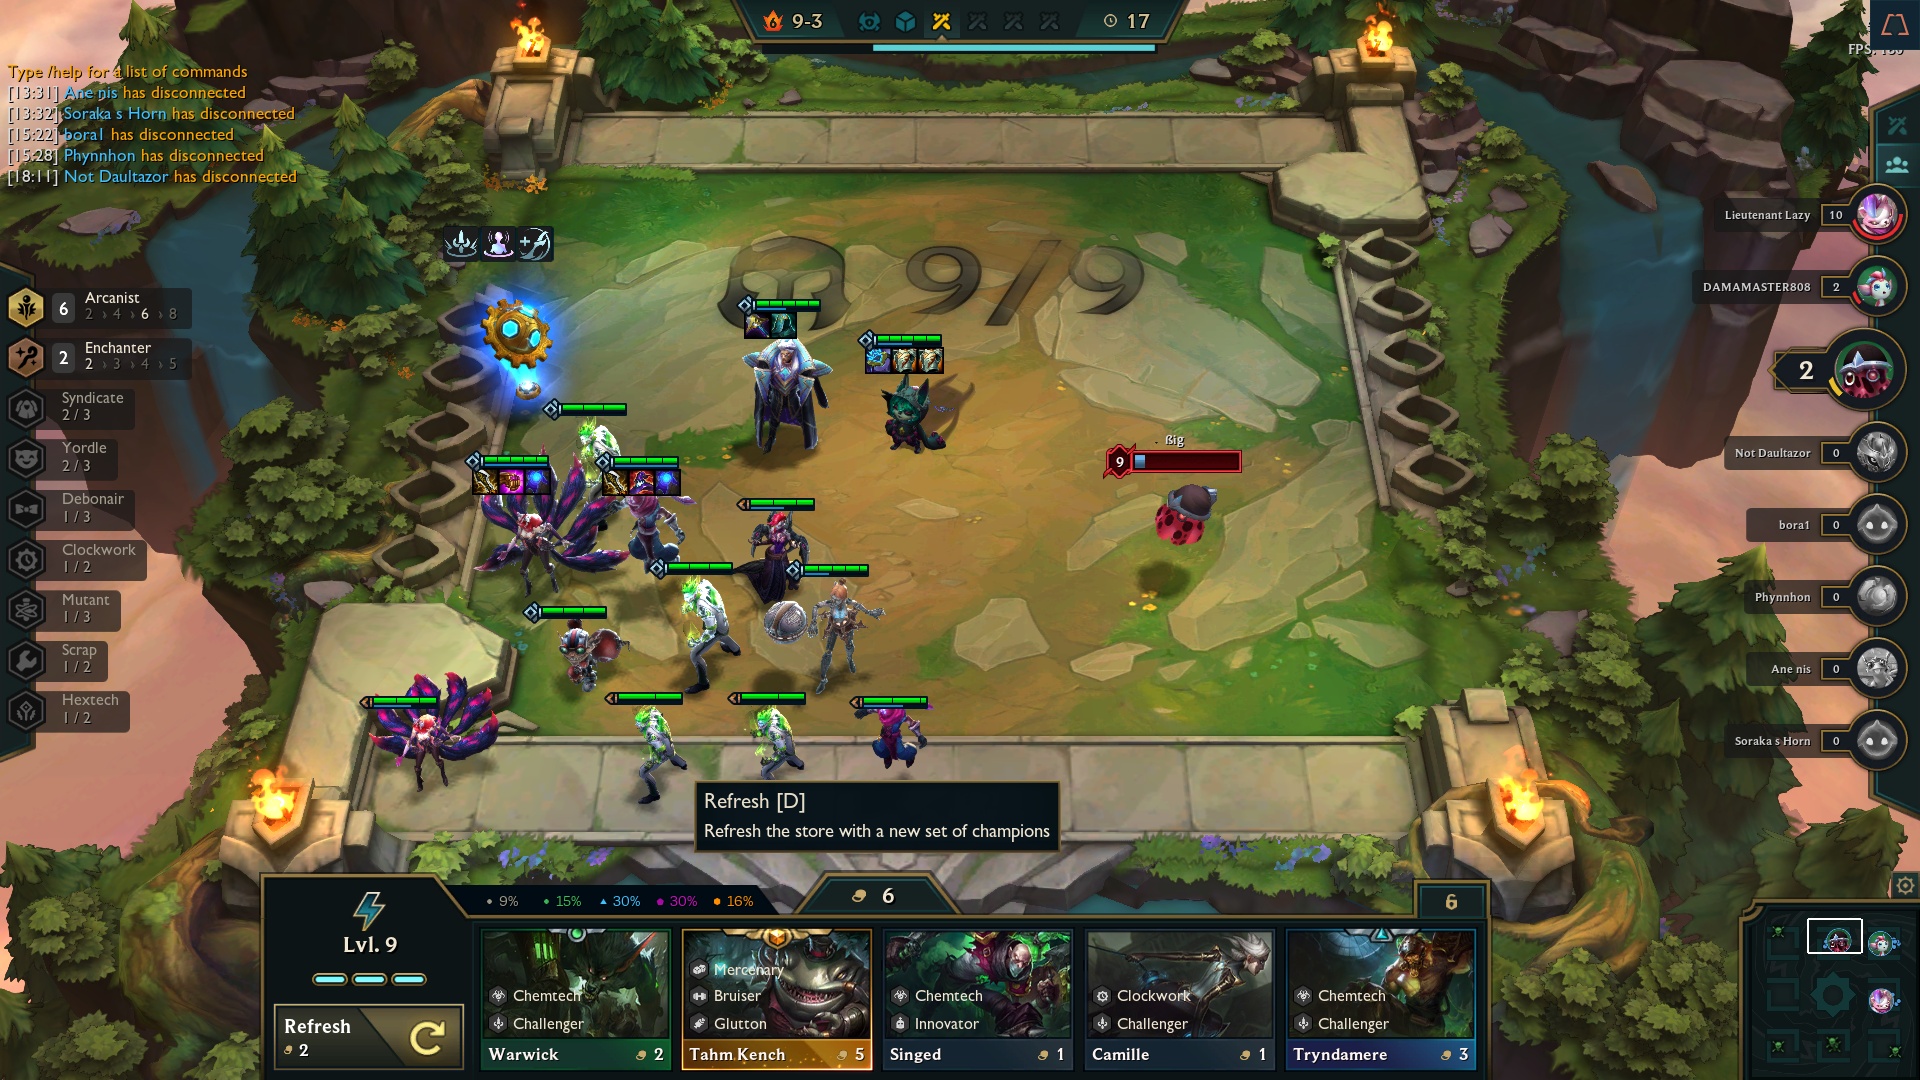 9-3
17
FPS:
Type /help for a list of commands
[13:31] Ane nis has disconnected
[13:32] Soraka s Horn has disconnected
[15:22] bora1 has disconnected
[15:28] Phynnhon has disconnected
[18:11] Not Daultazor has disconnected
9/9
6
Arcanist
2 › 4 › 6 › 8
2
Enchanter
2 › 3 › 4 › 5
Syndicate
2 / 3
Yordle
2 / 3
Debonair
1 / 3
Clockwork
1 / 2
Mutant
1 / 3
Scrap
1 / 2
Hextech
1 / 2
9
Lieutenant Lazy 10
DAMAMASTER808 2
2
Not Daultazor 0
bora1 0
Phynnhon 0
Ane nis 0
Soraka s Horn 0
Refresh [D]
Refresh the store with a new set of champions
9% 15% 30% 30% 16%
6
6
Lvl. 9
Refresh
2
Chemtech
Challenger
Warwick 2
Mercenary
Bruiser
Glutton
Tahm Kench 5
Chemtech
Innovator
Singed 1
Clockwork
Challenger
Camille 1
Chemtech
Challenger
Tryndamere 3